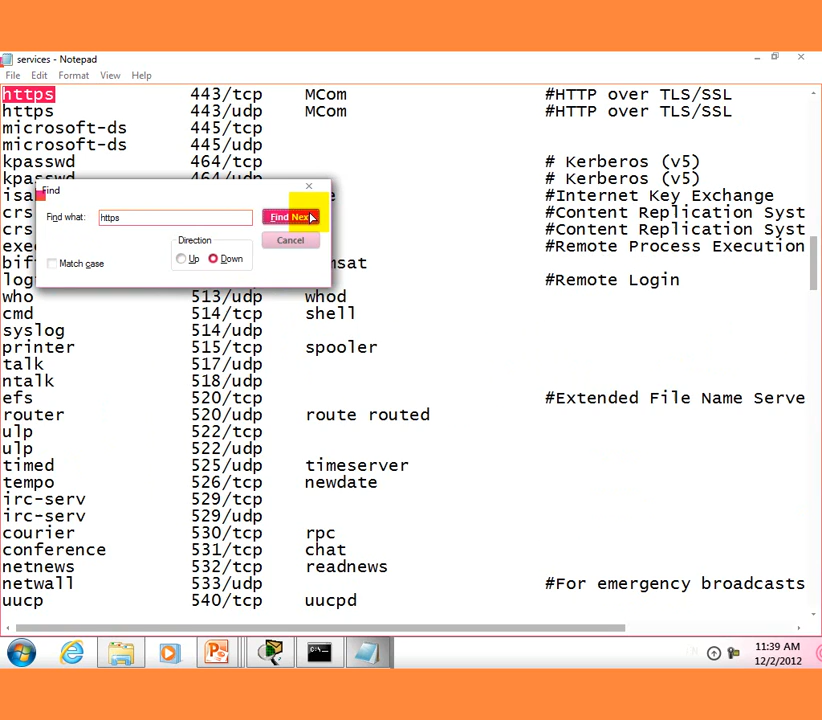 services - Notepad
File Edit Format View Help
https 443/tcp MCom #HTTP over TLS/SSL
https 443/udp MCom #HTTP over TLS/SSL
microsoft-ds 445/tcp
microsoft-ds 445/udp
kpasswd 464/tcp # Kerberos (v5)
kpasswd 464/udp # Kerberos (v5)
#Internet Key Exchange
crs #Content Replication Syst
crs #Content Replication Syst
#Remote Process Execution
#Remote Login
Find
Find what: https Find Next
Direction Cancel
Match case Up Down
who 513/udp whod
cmd 514/tcp shell
syslog 514/udp
printer 515/tcp spooler
talk 517/udp
ntalk 518/udp
efs 520/tcp #Extended File Name Serve
router 520/udp route routed
ulp 522/tcp
ulp 522/udp
timed 525/udp timeserver
tempo 526/tcp newdate
irc-serv 529/tcp
irc-serv 529/udp
courier 530/tcp rpc
conference 531/tcp chat
netnews 532/tcp readnews
netwall 533/udp #For emergency broadcasts
uucp 540/tcp uucpd
11:39 AM
12/2/2012